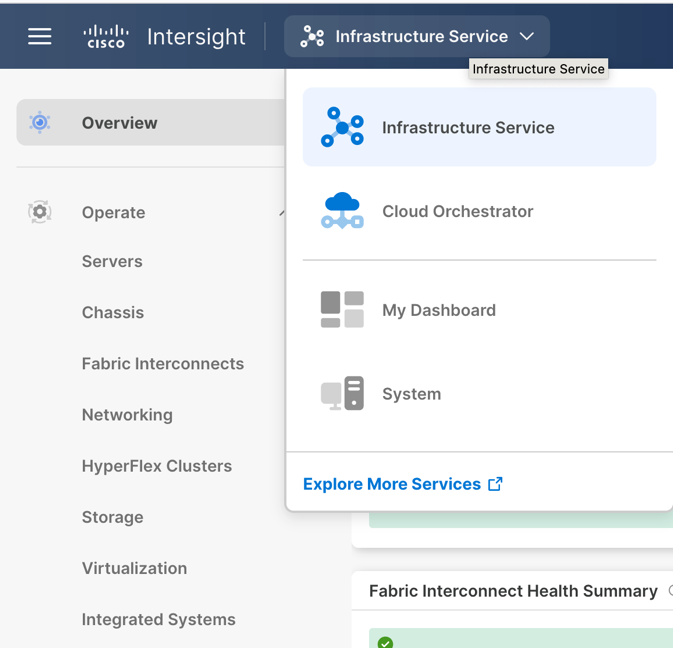 CISCO Intersight
Infrastructure Service
Infrastructure Service
Overview
Operate
Servers
Chassis
Fabric Interconnects
Networking
HyperFlex Clusters
Storage
Virtualization
Integrated Systems
Infrastructure Service
Cloud Orchestrator
My Dashboard
System
Explore More Services
Fabric Interconnect Health Summary